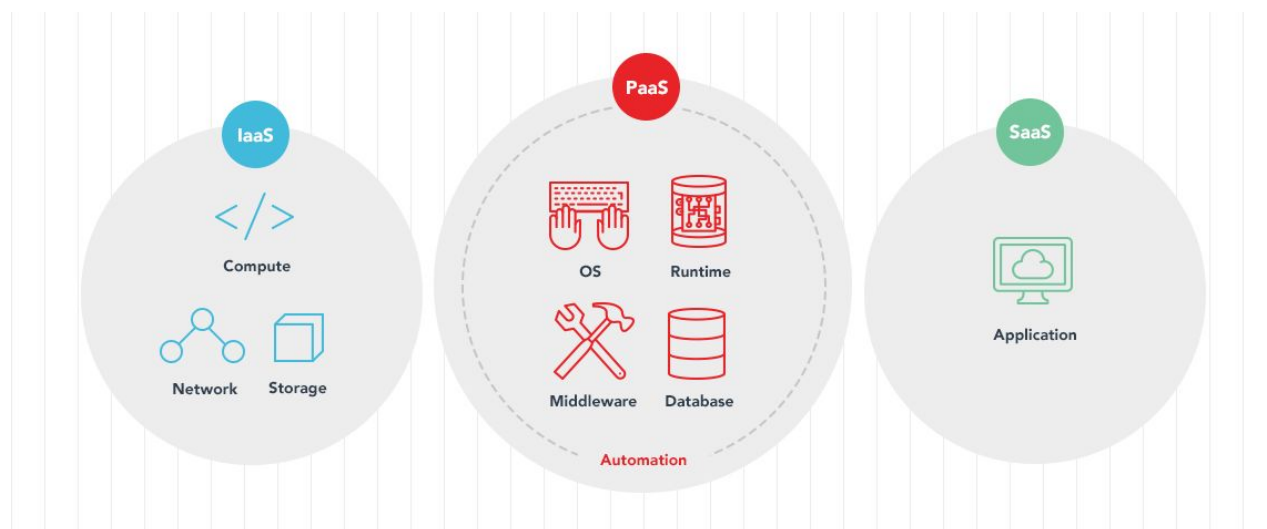 IaaS
Compute
Network
Storage
PaaS
OS
Runtime
Middleware
Database
Automation
SaaS
Application